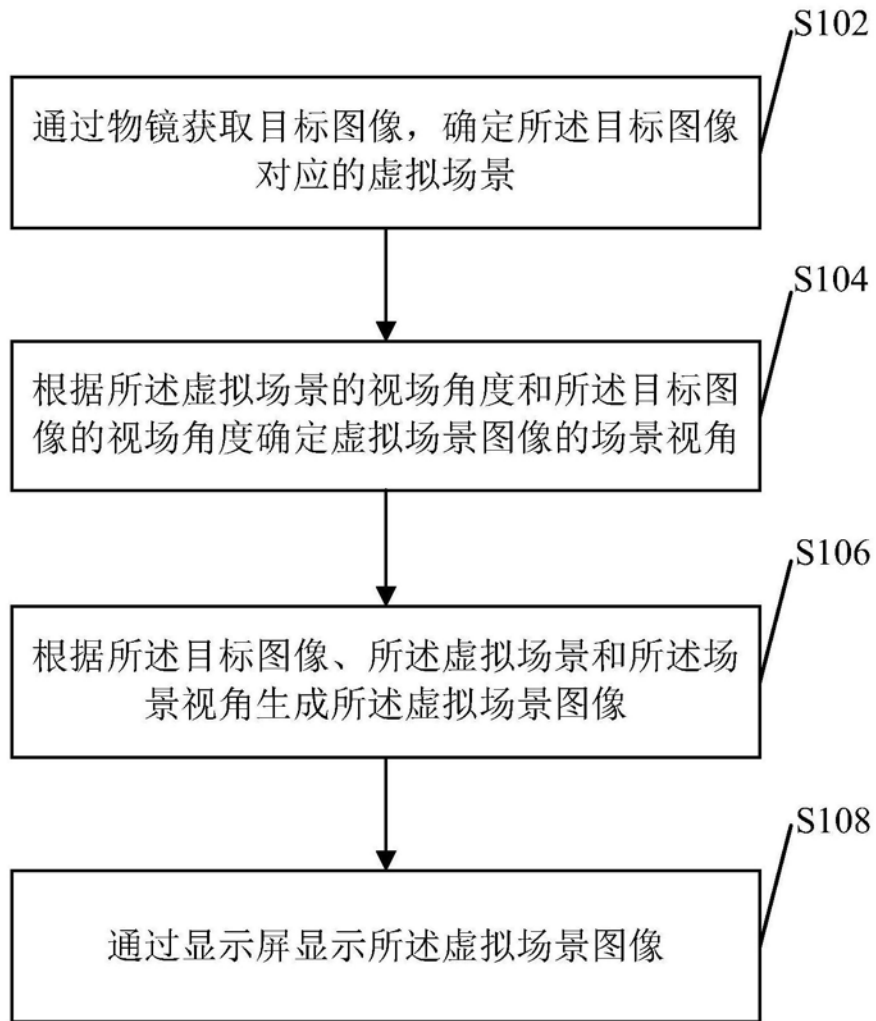 S102
通过物镜获取目标图像，确定所述目标图像
对应的虚拟场景
S104
根据所述虚拟场景的视场角度和所述目标图
像的视场角度确定虚拟场景图像的场景视角
S106
根据所述目标图像、所述虚拟场景和所述场
景视角生成所述虚拟场景图像
S108
通过显示屏显示所述虚拟场景图像